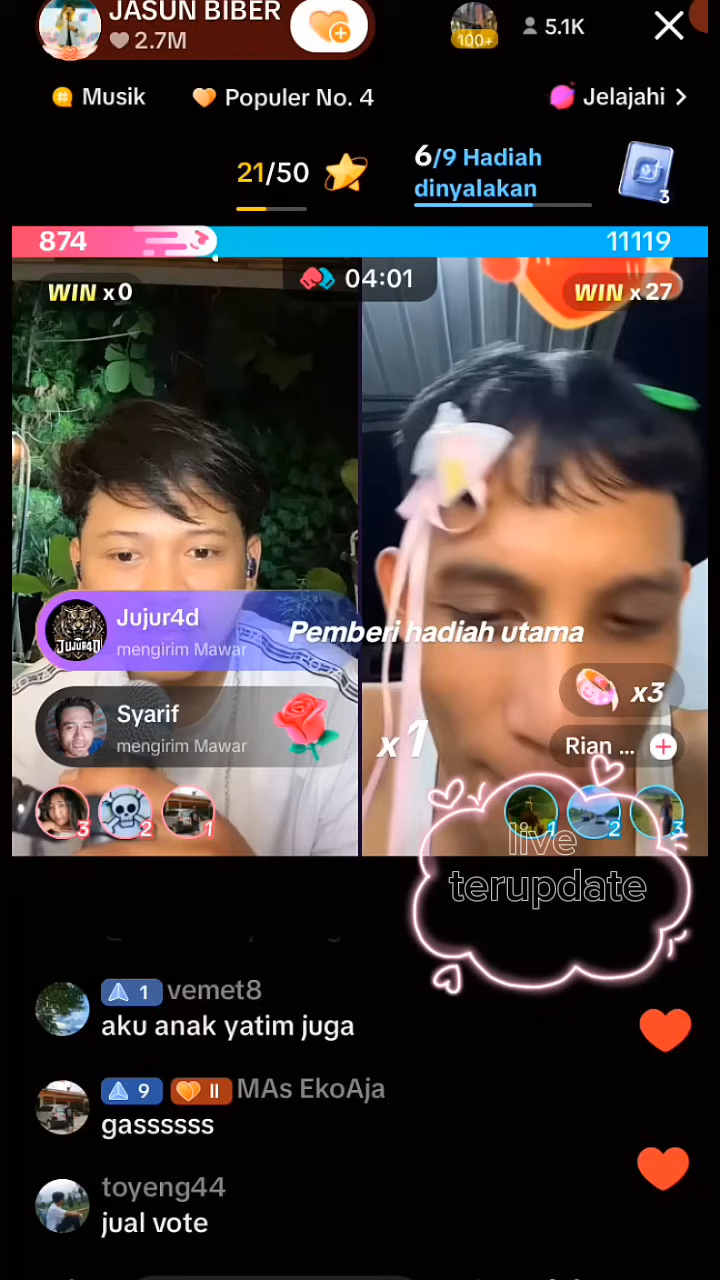 JASUN BIBER
2.7M
100+
5.1K
Musik
Populer No. 4
Jelajahi
21/50
6/9 Hadiah
dinyalakan
3
874
11119
WIN x0
04:01
WIN x27
Jujur4d
JUJUR4D
mengirim Mawar
Pemberi hadiah utama
x3
Syarif
mengirim Mawar
x1
Rian ...
3
2
1
1
2
3
live
terupdate
1 vemet8
aku anak yatim juga
9 II MAs EkoAja
gassssss
toyeng44
jual vote